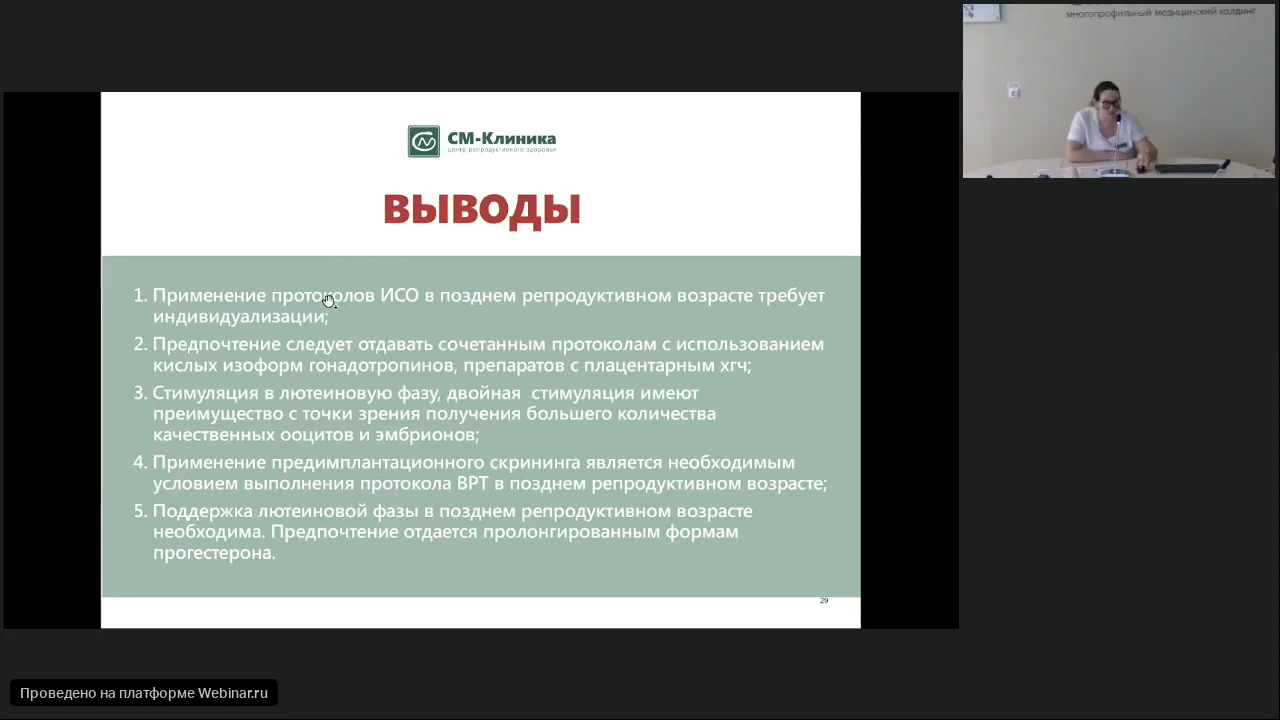 многопрофильный медицинский холдинг
СМ-Клиника
центр репродуктивного здоровья
ВЫВОДЫ
1. Применение протоколов ИСО в позднем репродуктивном возрасте требует
индивидуализации;
2. Предпочтение следует отдавать сочетанным протоколам с использованием
кислых изоформ гонадотропинов, препаратов с плацентарным хгч;
3. Стимуляция в лютеиновую фазу, двойная стимуляция имеют
преимущество с точки зрения получения большего количества
качественных ооцитов и эмбрионов;
4. Применение предимплантационного скрининга является необходимым
условием выполнения протокола ВРТ в позднем репродуктивном возрасте;
5. Поддержка лютеиновой фазы в позднем репродуктивном возрасте
необходима. Предпочтение отдается пролонгированным формам
прогестерона.
29
Проведено на платформе Webinar.ru